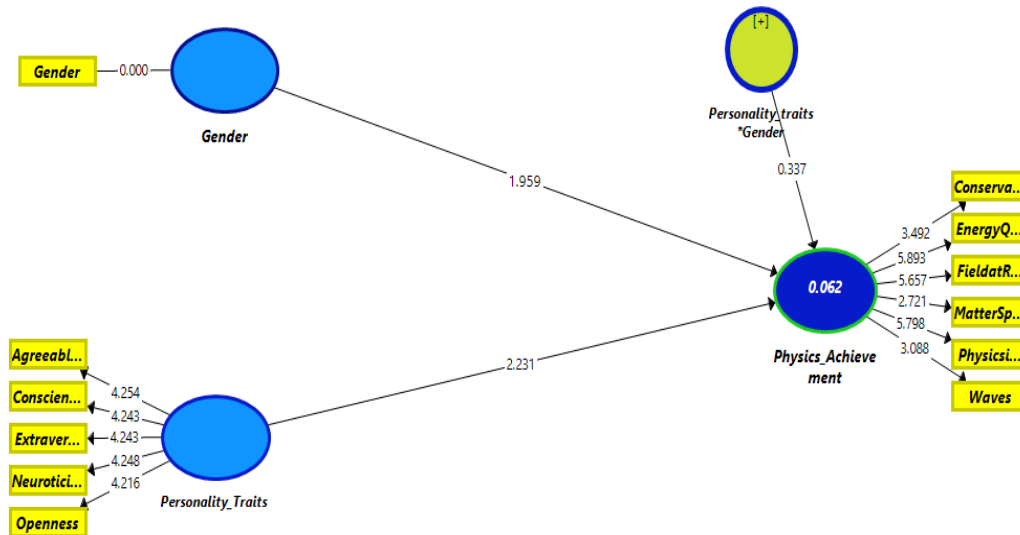 [+]
Gender
0.000
Gender
Personality_traits
*Gender
1.959
0.337
Conserva...
3.492
EnergyQ...
5.893
FieldatR...
5.657
0.062
2.721
MatterSp...
5.798
Physicsi...
3.088
Waves
Physics_Achieve
ment
2.231
Agreeabl...
4.254
Conscien...
4.243
Extraver...
4.243
Neurotici...
4.248
4.216
Openness
Personality_Traits